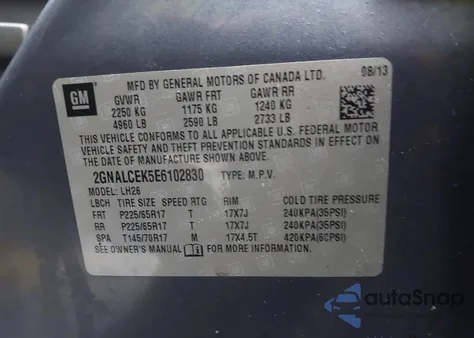 GM
MFD BY GENERAL MOTORS OF CANADA LTD. 08/13
GVWR GAWR FRT GAWR RR
2250 KG 1175 KG 1240 KG
4960 LB 2590 LB 2733 LB
THIS VEHICLE CONFORMS TO ALL APPLICABLE U.S. FEDERAL MOTOR
VEHICLE SAFETY AND THEFT PREVENTION STANDARDS IN EFFECT ON
THE DATE OF MANUFACTURE SHOWN ABOVE.
2GNALCEK5E6102830 TYPE: M.P.V.
MODEL: LH26
LBCH TIRE SIZE SPEED RTG RIM COLD TIRE PRESSURE
FRT P225/65R17 T 17X7J 240KPA(35PSI)
RR P225/65R17 T 17X7J 240KPA(35PSI)
SPA T145/70R17 M 17X4.5T 420KPA(60PSI)
SEE OWNER'S MANUAL FOR MORE INFORMATION.
autoSnap